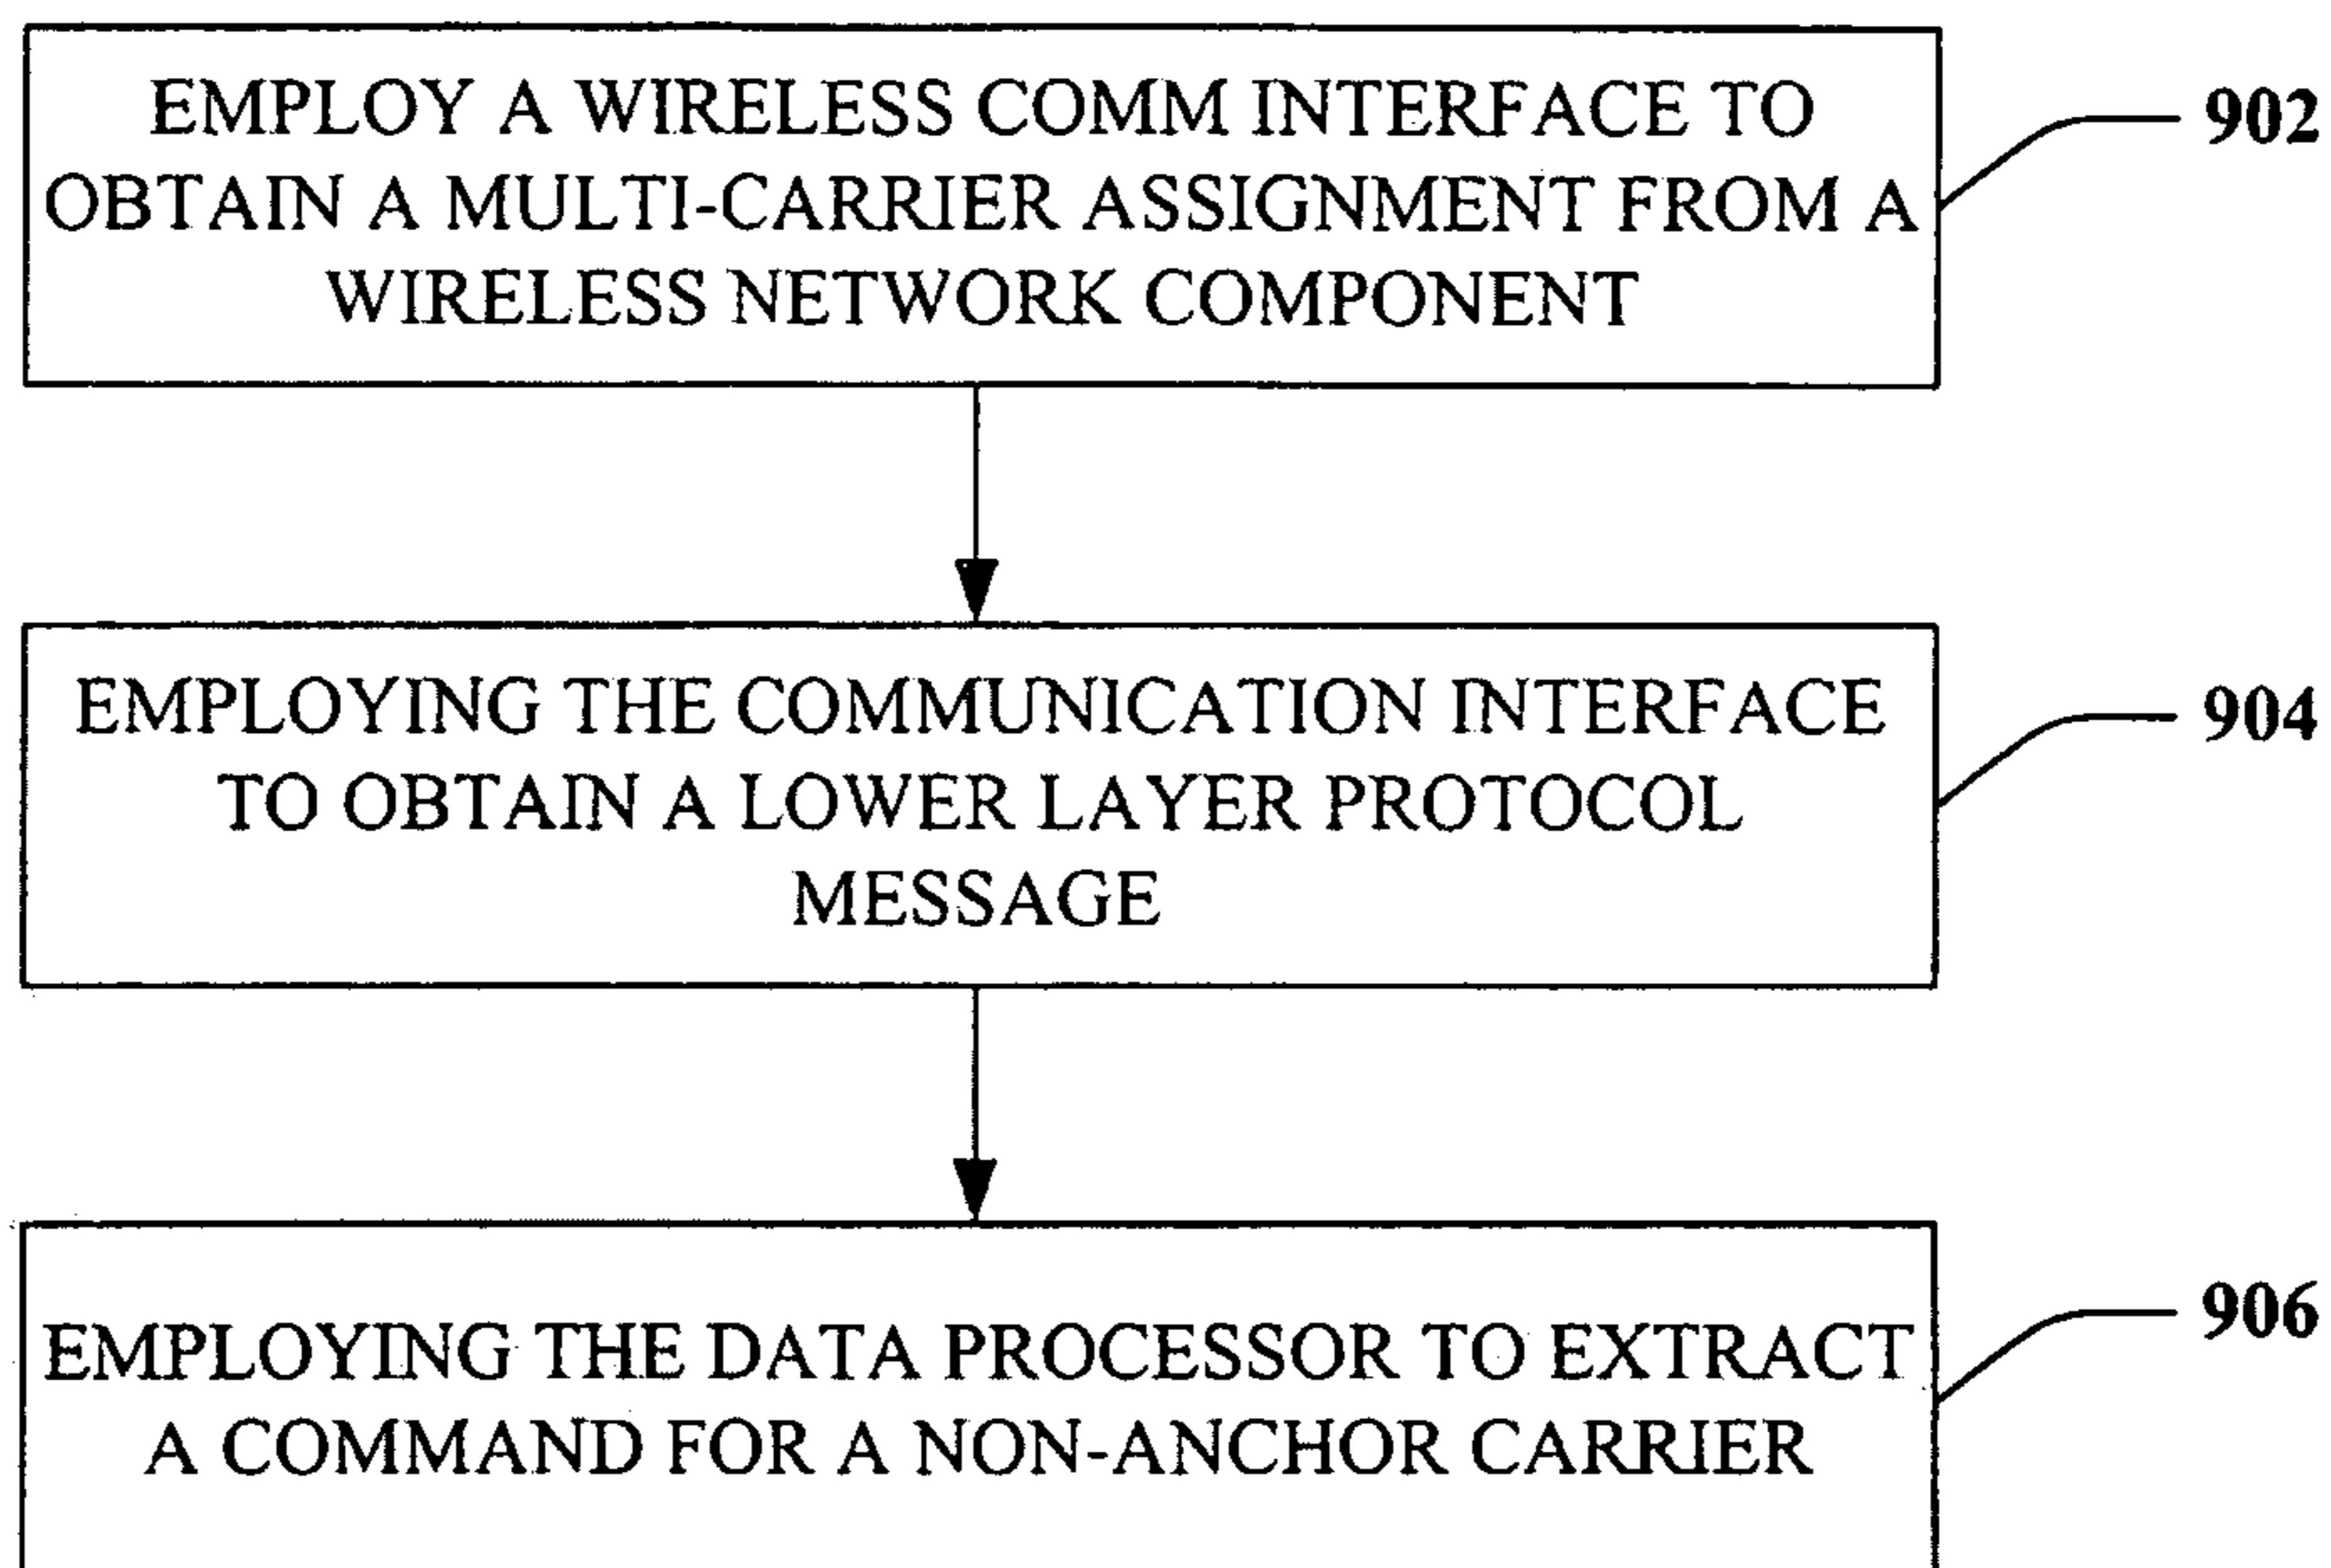 EMPLOY A WIRELESS COMM INTERFACE TO
OBTAIN A MULTI-CARRIER ASSIGNMENT FROM A
WIRELESS NETWORK COMPONENT
902
EMPLOYING THE COMMUNICATION INTERFACE
TO OBTAIN A LOWER LAYER PROTOCOL
MESSAGE
904
EMPLOYING THE DATA PROCESSOR TO EXTRACT
A COMMAND FOR A NON-ANCHOR CARRIER
906